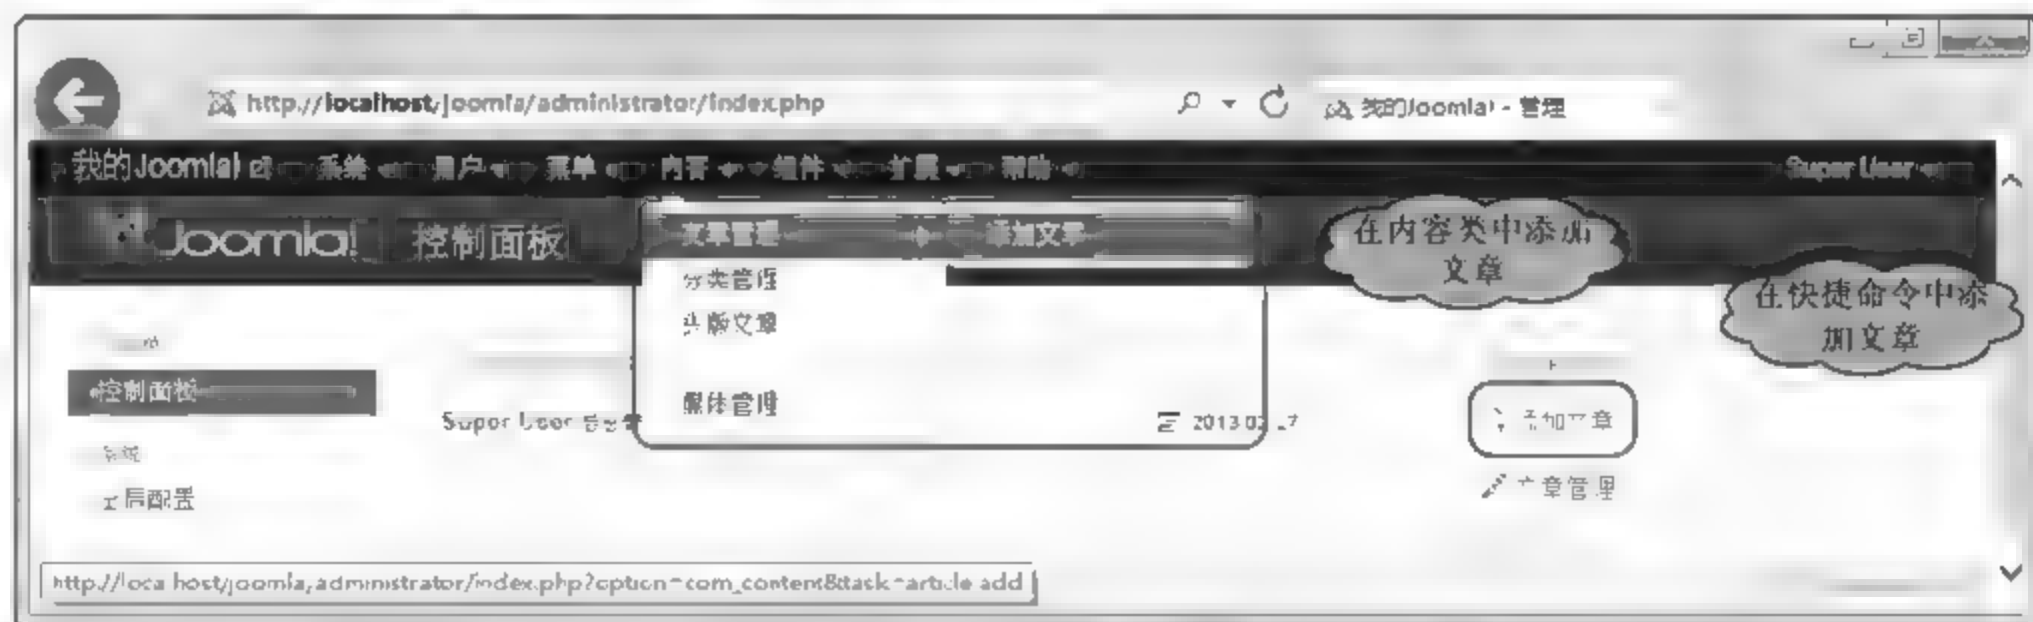 http://localhost/joomla/administrator/index.php
我的Joomla! - 管理
我的Joomla! 系统 用户 菜单 内容 组件 扩展 帮助 Super User
Joomla! 控制面板
文章管理 添加文章
在内容类中添加
文章
分类管理
在快捷命令中添
加文章
控制面板
媒体管理
Super User
添加文章
文章管理
http://localhost/joomla/administrator/index.php?option=com_content&task=article.add